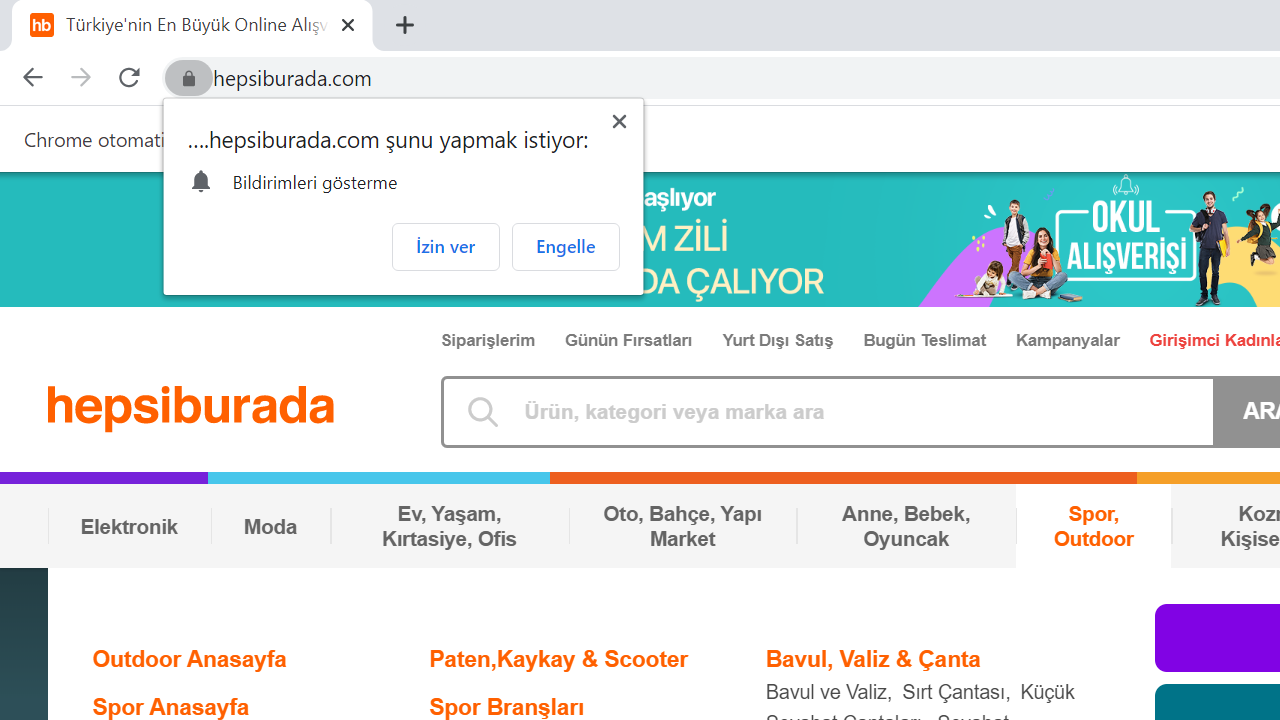 hb Türkiye'nin En Büyük Online Alışv
hepsiburada.com
Chrome otomati
....hepsiburada.com şunu yapmak istiyor:
Bildirimleri gösterme
İzin ver Engelle
aşlıyor
M ZİLİ
DA ÇALIYOR
OKUL
ALIŞVERİŞİ
Siparişlerim Günün Fırsatları Yurt Dışı Satış Bugün Teslimat Kampanyalar Girişimci Kadınla
hepsiburada
Ürün, kategori veya marka ara
ARA
Elektronik
Moda
Ev, Yaşam,
Kırtasiye, Ofis
Oto, Bahçe, Yapı
Market
Anne, Bebek,
Oyuncak
Spor,
Outdoor
Kozm
Kişise
Outdoor Anasayfa
Spor Anasayfa
Paten,Kaykay & Scooter
Spor Branşları
Bavul, Valiz & Çanta
Bavul ve Valiz, Sırt Çantası, Küçük
Seyahat Çantaları, Seyahat